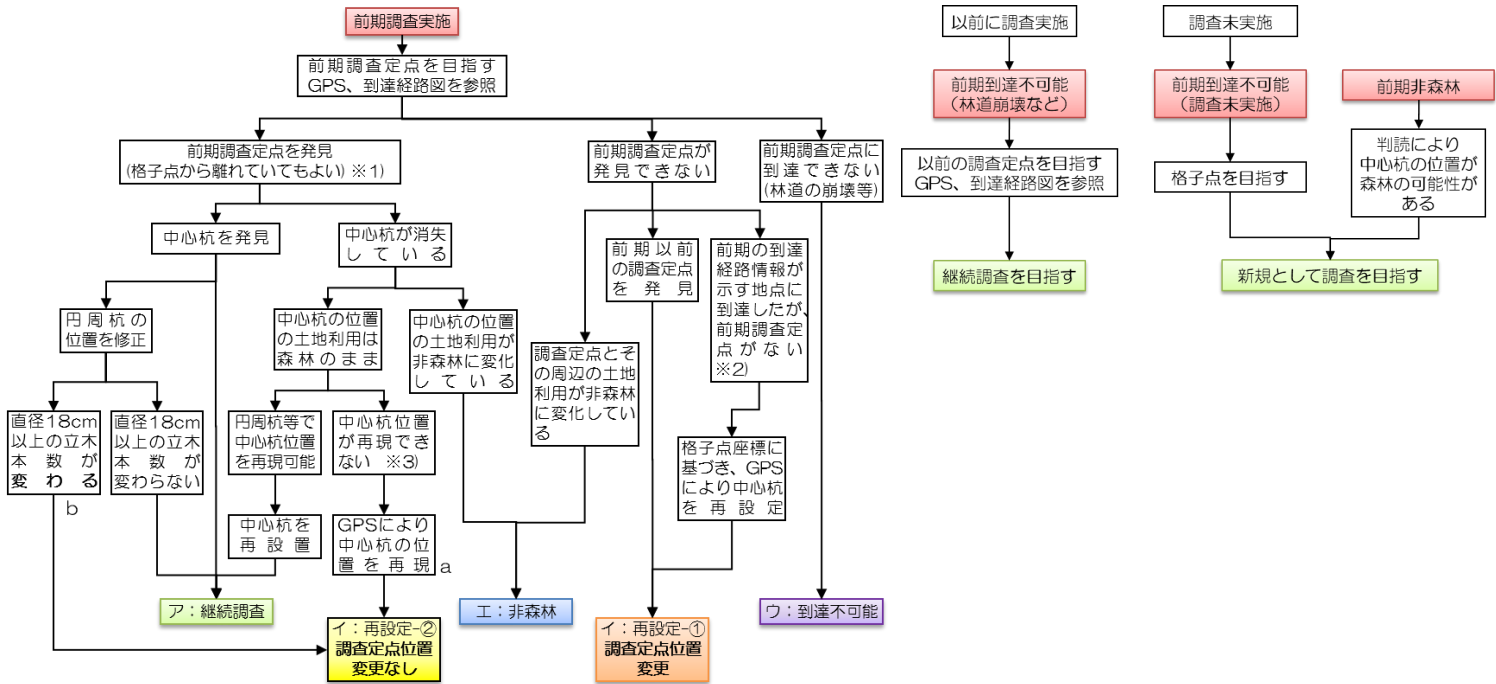 前期調査実施
前期調査定点を目指す
GPS、到達経路図を参照
前期調査定点を発見
(格子点から離れていてもよい) ※1)
前期調査定点が
発見できない
前期調査定点に
到達できない
(林道の崩壊等)
中心杭を発見
中心杭が消失
している
前期以前
の調査定点
を発見
前期の到達
経路情報が
示す地点に
到達したが、
前期調査定
点がない
※2)
円周杭の
位置を修正
中心杭の位置
の土地利用は
森林のまま
中心杭の位置
の土地利用が
非森林に変化
している
調査定点とそ
の周辺の土地
利用が非森林
に変化してい
る
直径18cm
以上の立木
本数が
変わる
b
直径18cm
以上の立木
本数が
変わらない
円周杭等で
中心杭位置
を再現可能
中心杭位置
が再現でき
ない ※3)
格子点座標に
基づき、GPS
により中心杭
を再設定
中心杭を
再設置
GPSにより
中心杭の位
置を再現
a
ア：継続調査
エ：非森林
ウ：到達不可能
イ：再設定-②
調査定点位置
変更なし
イ：再設定-①
調査定点位置
変更
以前に調査実施
前期到達不可能
(林道崩壊など)
以前の調査定点を目指す
GPS、到達経路図を参照
継続調査を目指す
調査未実施
前期到達不可能
(調査未実施)
格子点を目指す
前期非森林
判読により
中心杭の位置が
森林の可能性が
ある
新規として調査を目指す